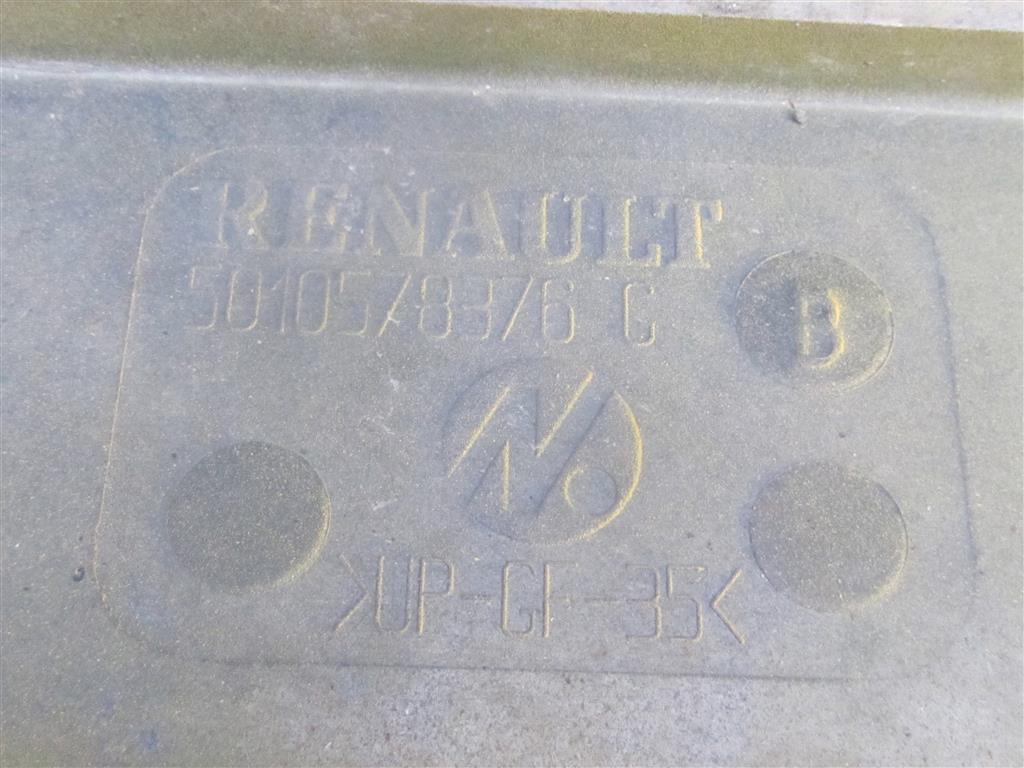 RENAULT
5010578376 G
B
>UP-GF-35<